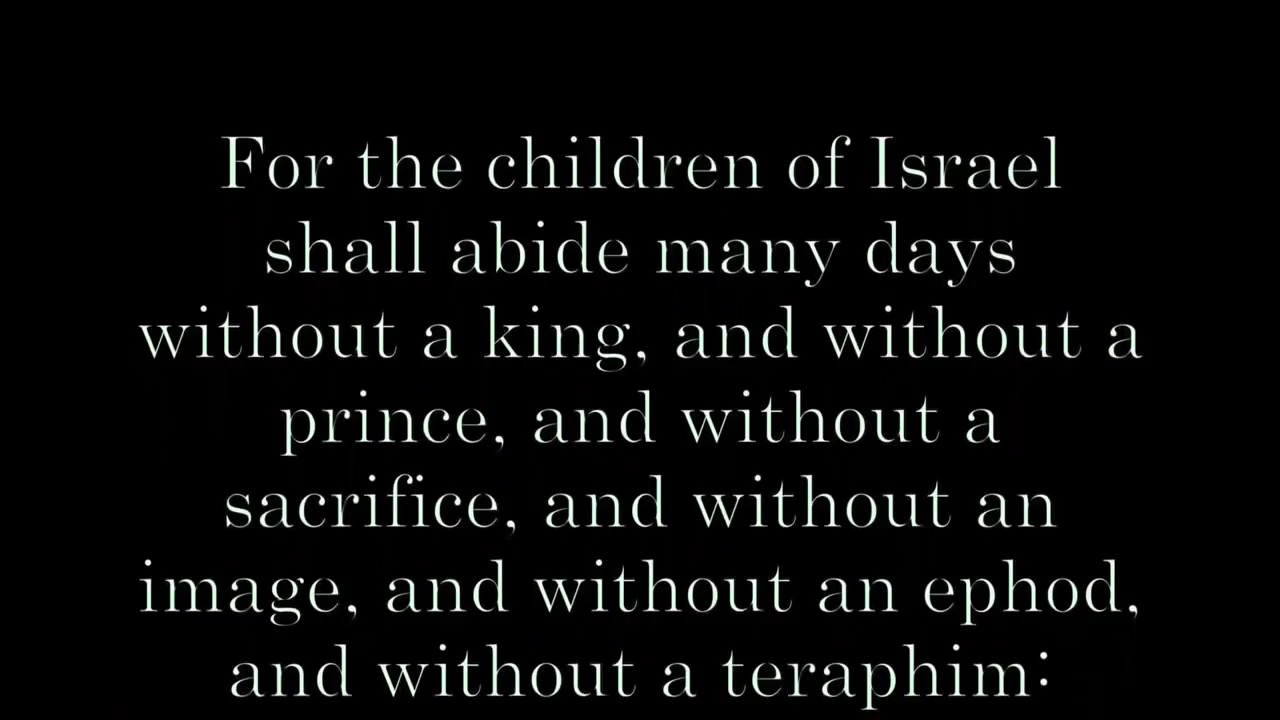 For the children of Israel
shall abide many days
without a king, and without a
prince, and without a
sacrifice, and without an
image, and without an ephod,
and without a teraphim: